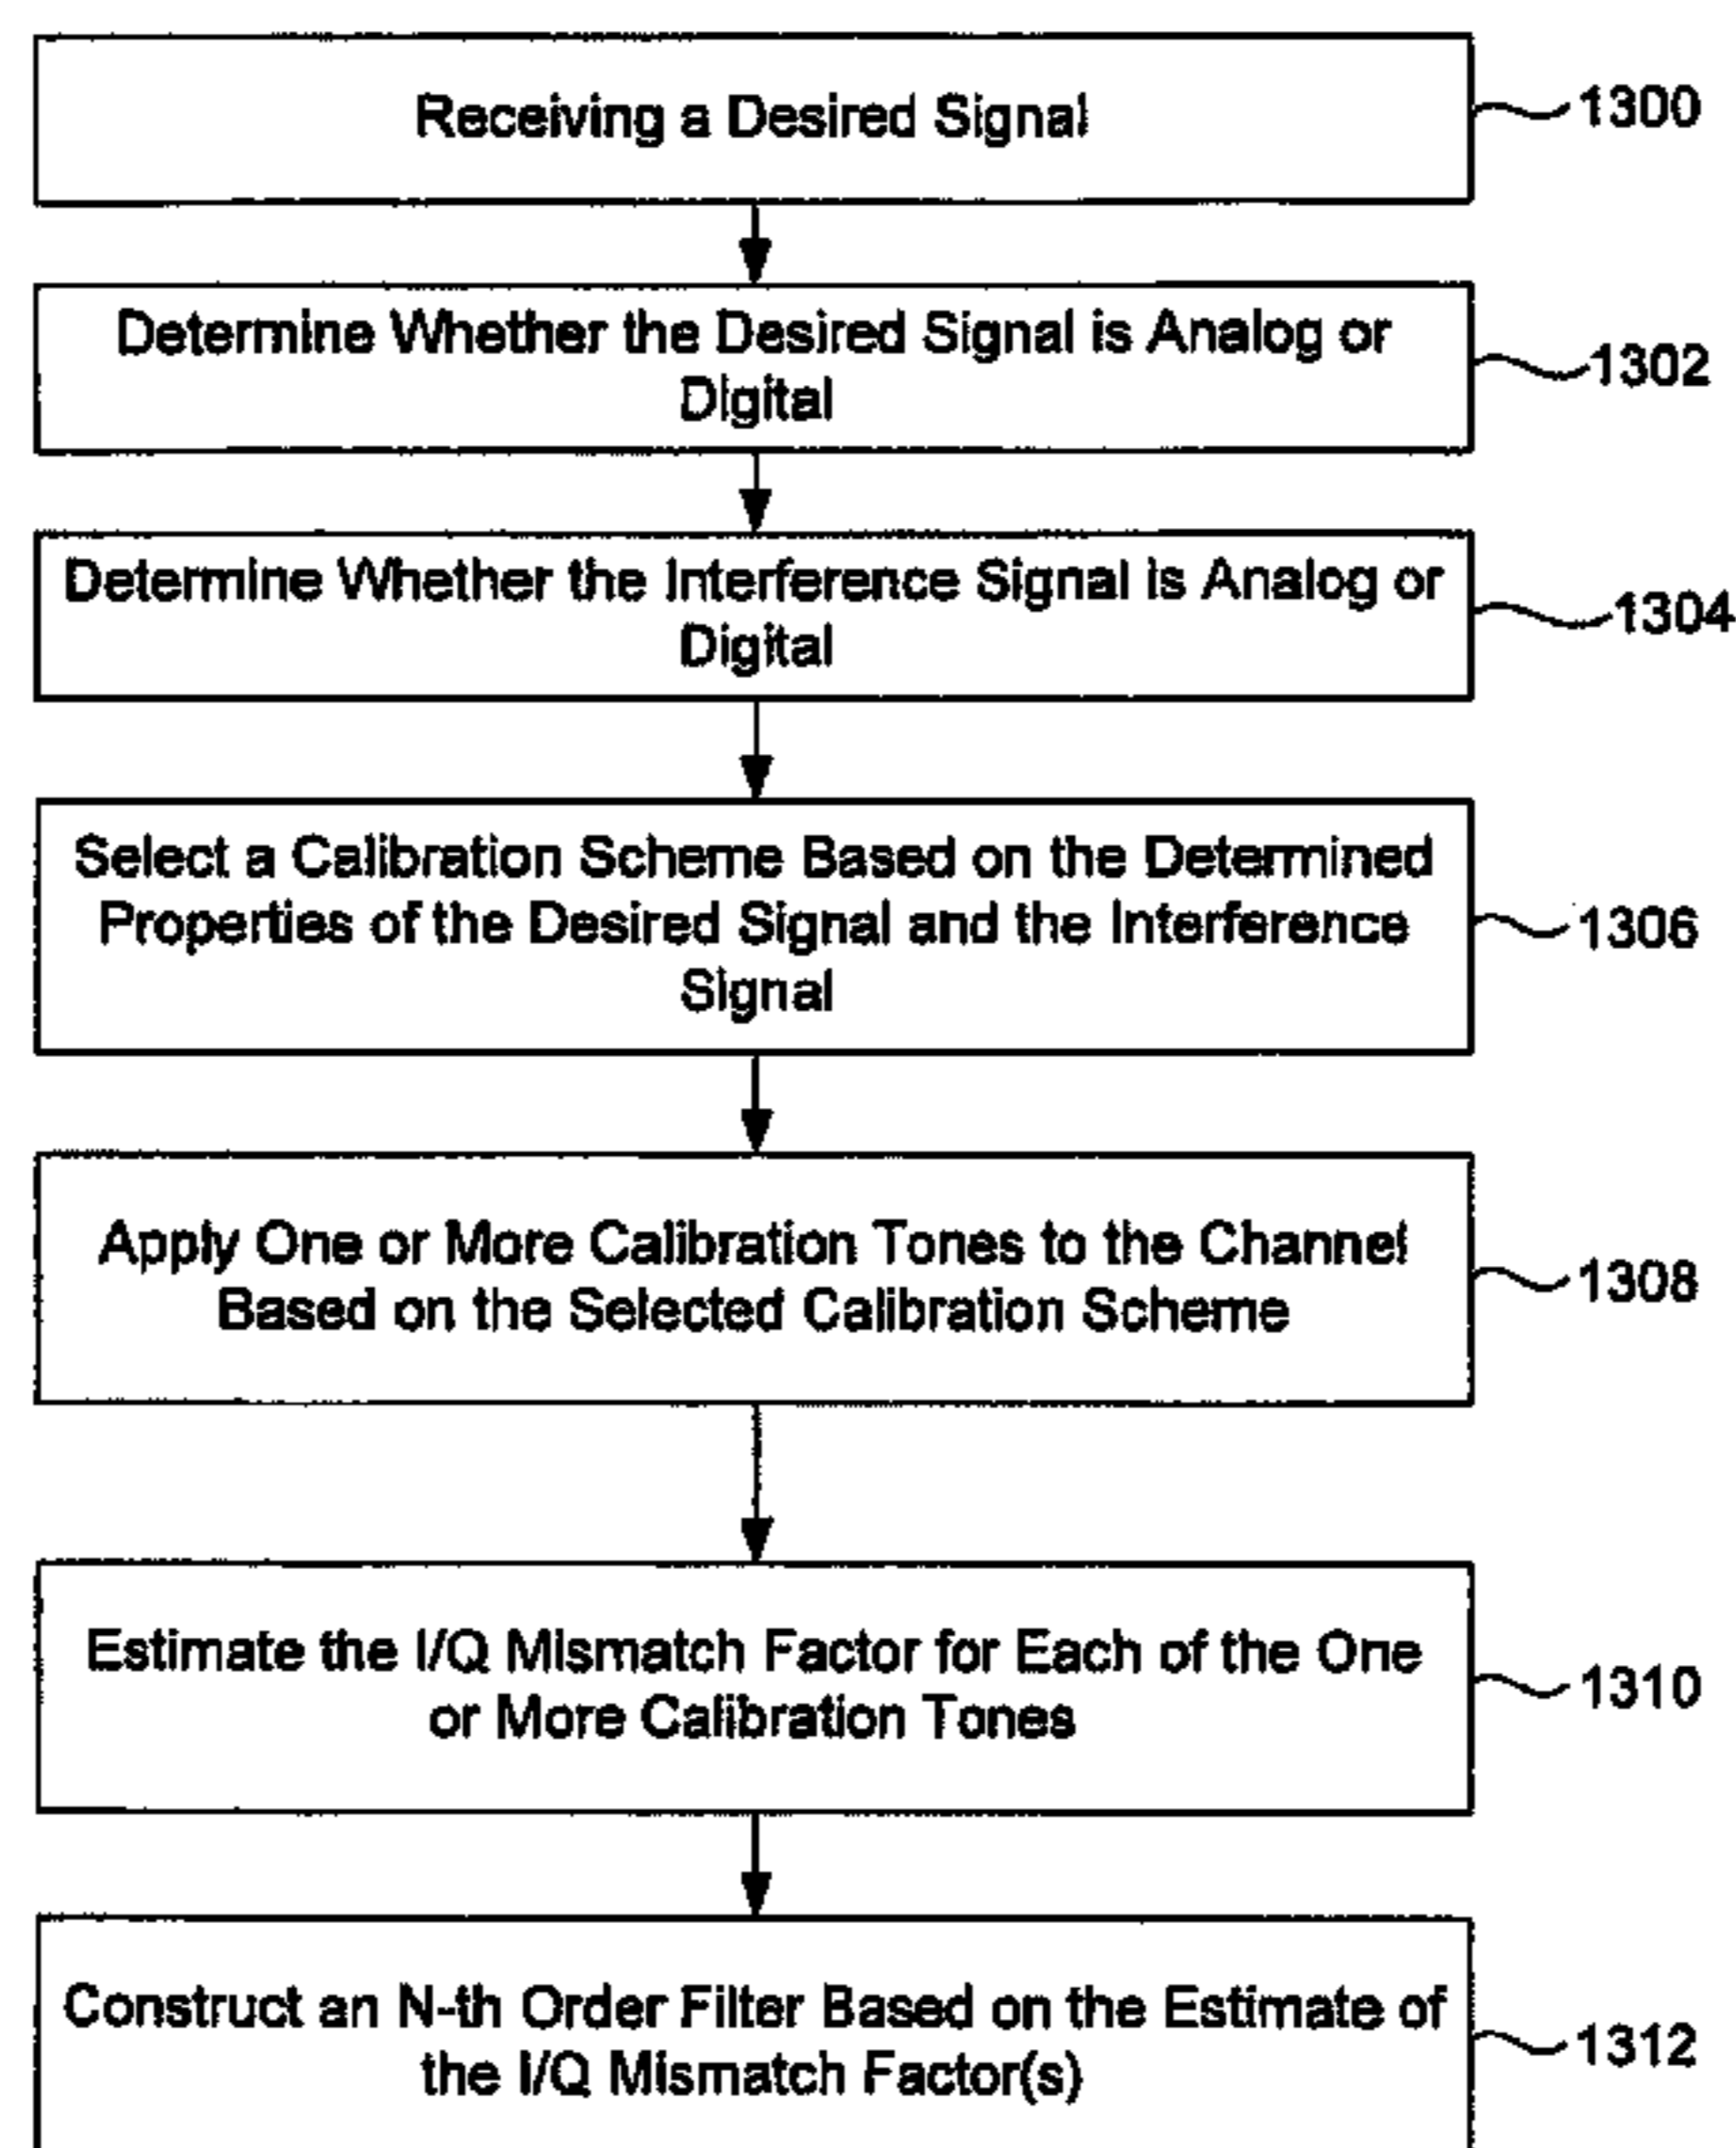 Receiving a Desired Signal
1300
Determine Whether the Desired Signal is Analog or
Digital
1302
Determine Whether the Interference Signal is Analog or
Digital
1304
Select a Calibration Scheme Based on the Determined
Properties of the Desired Signal and the Interference
Signal
1306
Apply One or More Calibration Tones to the Channel
Based on the Selected Calibration Scheme
1308
Estimate the I/Q Mismatch Factor for Each of the One
or More Calibration Tones
1310
Construct an N-th Order Filter Based on the Estimate of
the I/Q Mismatch Factor(s)
1312